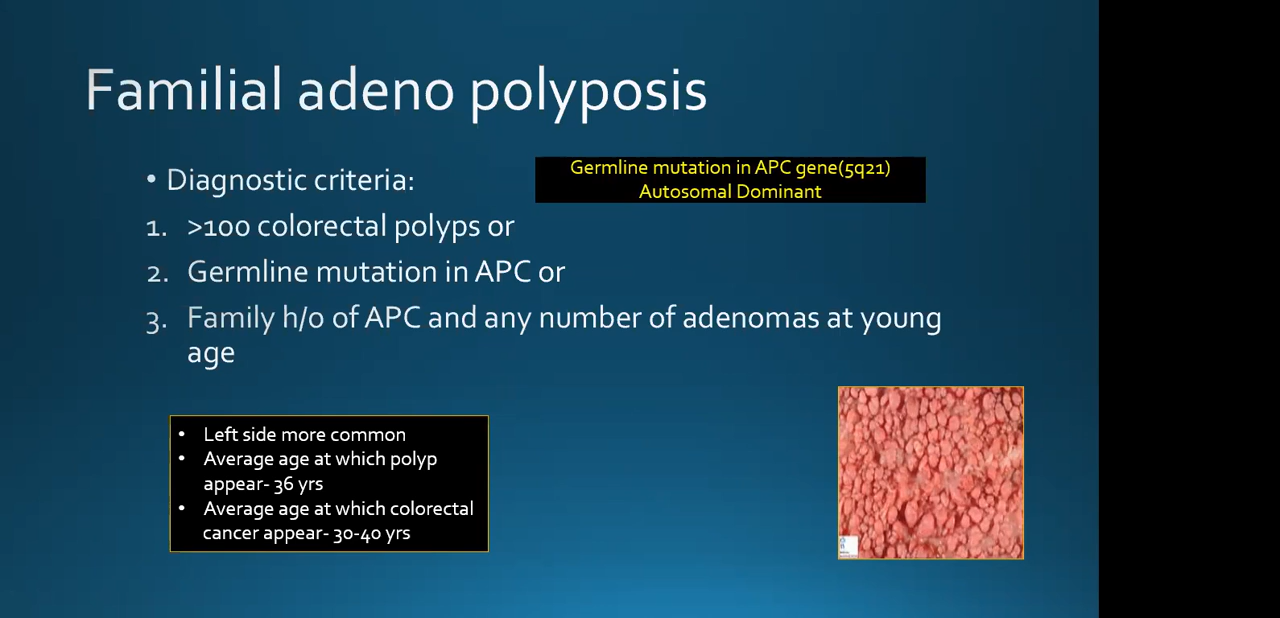 Familial adeno polyposis
• Diagnostic criteria:
Germline mutation in APC gene(5q21)
Autosomal Dominant
1. >100 colorectal polyps or
2. Germline mutation in APC or
3. Family h/o of APC and any number of adenomas at young
age
• Left side more common
• Average age at which polyp
appear- 36 yrs
• Average age at which colorectal
cancer appear- 30-40 yrs